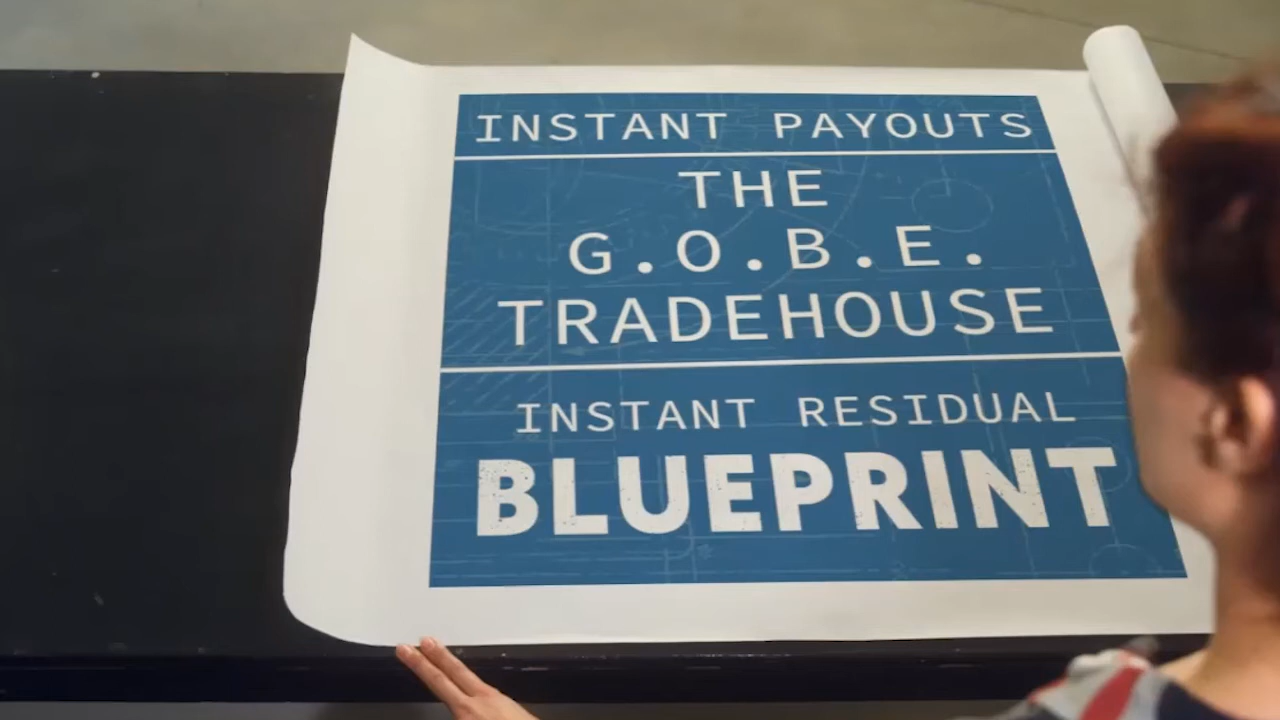 INSTANT PAYOUTS
THE
G.O.B.E.
TRADEHOUSE
INSTANT RESIDUAL
BLUEPRINT